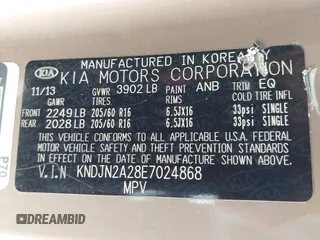 MANUFACTURED IN KOREA BY
KIA KIA MOTORS CORPORATION
11/13 GVWR 3902 LB PAINT ANB TRIM EQ
GAWR TIRES RIMS COLD TIRE INFL
FRONT 2249 LB 205/60 R16 6.5JX16 33psi SINGLE
REAR 2028 LB 205/60 R16 6.5JX16 33psi SINGLE
THIS VEHICLE CONFORMS TO ALL APPLICABLE
U.S. FEDERAL MOTOR VEHICLE SAFETY
STANDARDS IN EFFECT ON THE DATE OF
MANUFACTURE SHOWN ABOVE.
V.I.N KNDJN2A28E7024868
MPV
P70
DREAMBID